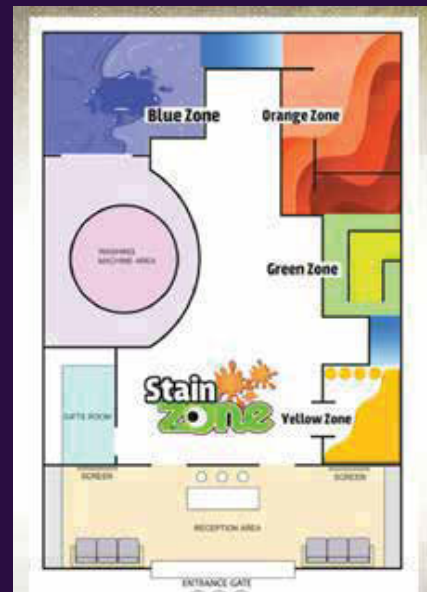 Blue Zone
Orange Zone
WASHING
MACHINE AREA
Green Zone
Stain
zone
Yellow Zone
GIFTS ROOM
SCREEN
SCREEN
RECEPTION AREA
ENTRANCE GATE